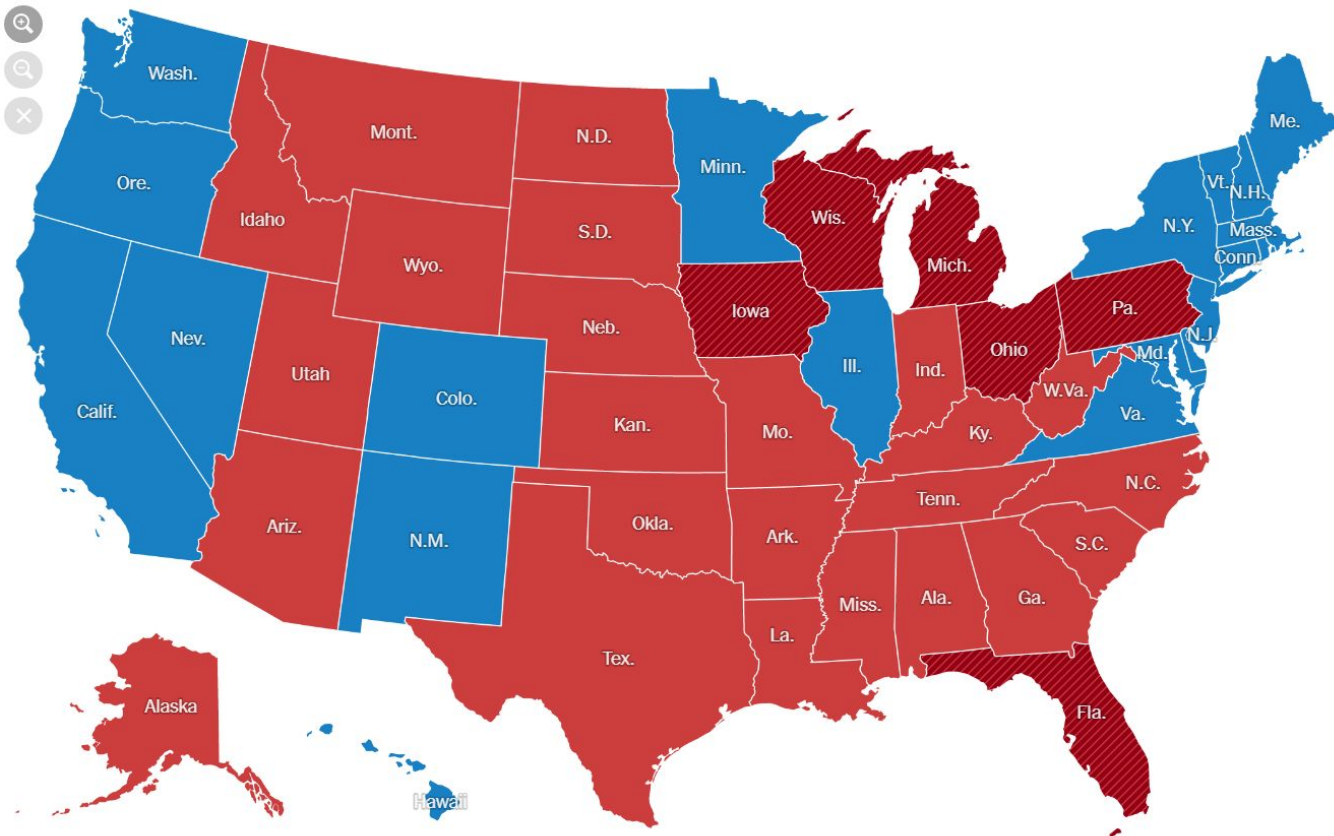 Wash.
Me.
Mont.
N.D.
Minn.
Vt.
N.H.
Ore.
Idaho
S.D.
Wis.
N.Y.
Mass.
Wyo.
Mich.
Conn.
Iowa
Pa.
Neb.
Nev.
N.J.
Ohio
Md.
Utah
Ill.
Ind.
Colo.
W.Va.
Calif.
Kan.
Mo.
Ky.
Va.
N.C.
Tenn.
Ariz.
N.M.
Okla.
Ark.
S.C.
Miss.
Ala.
Ga.
La.
Tex.
Alaska
Fla.
Hawaii